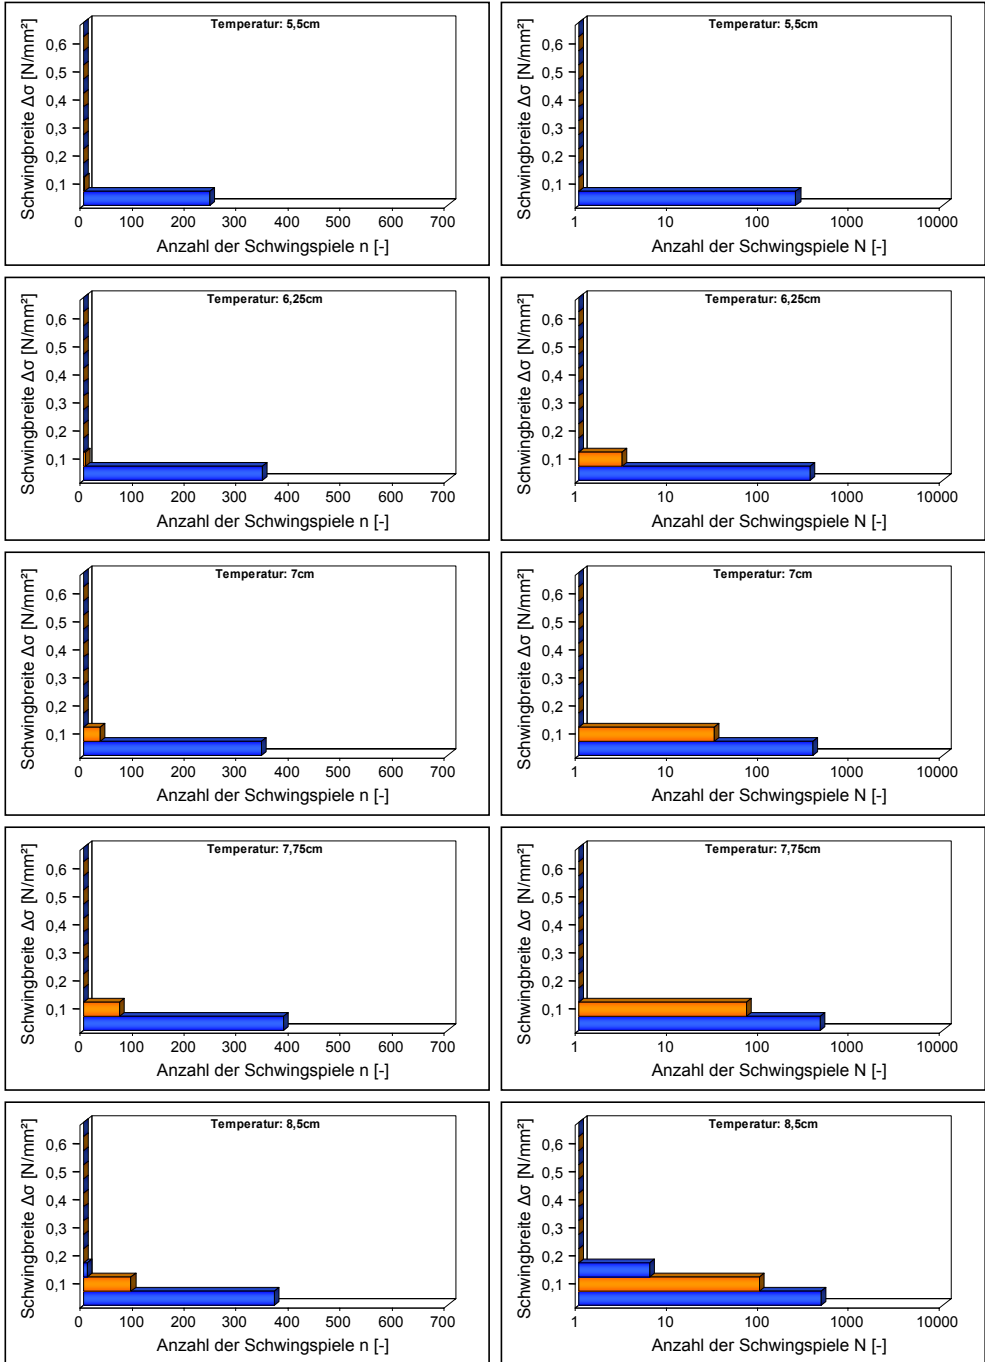 Temperatur: 5,5cm
Schwingbreite Δσ [N/mm²]
0,6
0,5
0,4
0,3
0,2
0,1
0 100 200 300 400 500 600 700
Anzahl der Schwingspiele n [-]
Temperatur: 5,5cm
Schwingbreite Δσ [N/mm²]
0,6
0,5
0,4
0,3
0,2
0,1
1 10 100 1000 10000
Anzahl der Schwingspiele N [-]
Temperatur: 6,25cm
Schwingbreite Δσ [N/mm²]
0,6
0,5
0,4
0,3
0,2
0,1
0 100 200 300 400 500 600 700
Anzahl der Schwingspiele n [-]
Temperatur: 6,25cm
Schwingbreite Δσ [N/mm²]
0,6
0,5
0,4
0,3
0,2
0,1
1 10 100 1000 10000
Anzahl der Schwingspiele N [-]
Temperatur: 7cm
Schwingbreite Δσ [N/mm²]
0,6
0,5
0,4
0,3
0,2
0,1
0 100 200 300 400 500 600 700
Anzahl der Schwingspiele n [-]
Temperatur: 7cm
Schwingbreite Δσ [N/mm²]
0,6
0,5
0,4
0,3
0,2
0,1
1 10 100 1000 10000
Anzahl der Schwingspiele N [-]
Temperatur: 7,75cm
Schwingbreite Δσ [N/mm²]
0,6
0,5
0,4
0,3
0,2
0,1
0 100 200 300 400 500 600 700
Anzahl der Schwingspiele n [-]
Temperatur: 7,75cm
Schwingbreite Δσ [N/mm²]
0,6
0,5
0,4
0,3
0,2
0,1
1 10 100 1000 10000
Anzahl der Schwingspiele N [-]
Temperatur: 8,5cm
Schwingbreite Δσ [N/mm²]
0,6
0,5
0,4
0,3
0,2
0,1
0 100 200 300 400 500 600 700
Anzahl der Schwingspiele n [-]
Temperatur: 8,5cm
Schwingbreite Δσ [N/mm²]
0,6
0,5
0,4
0,3
0,2
0,1
1 10 100 1000 10000
Anzahl der Schwingspiele N [-]